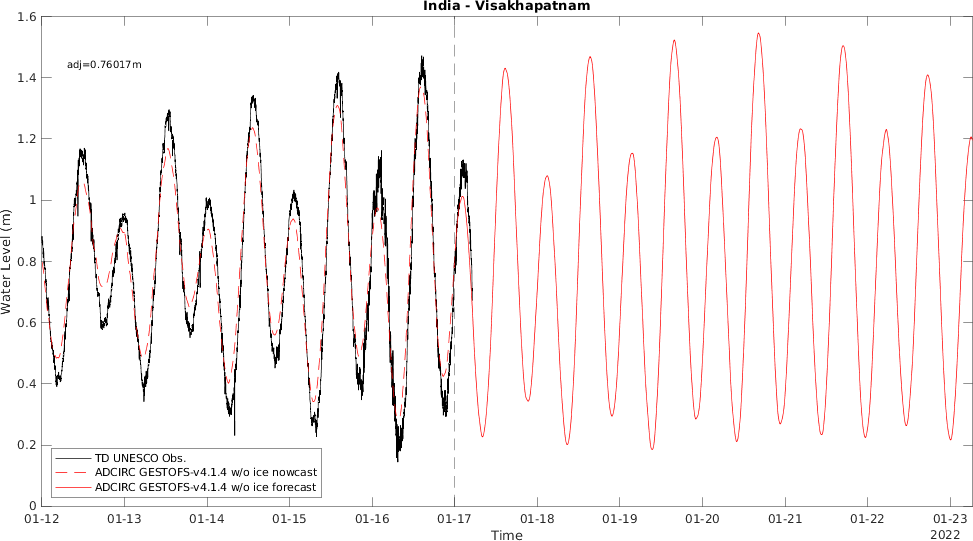 India - Visakhapatnam
1.6
1.4
1.2
1
0.8
0.6
0.4
0.2
0
Water Level (m)
adj=0.76017m
TD UNESCO Obs.
ADCIRC GESTOFS-v4.1.4 w/o ice nowcast
ADCIRC GESTOFS-v4.1.4 w/o ice forecast
01-12 01-13 01-14 01-15 01-16 01-17 01-18 01-19 01-20 01-21 01-22 01-23
Time
2022